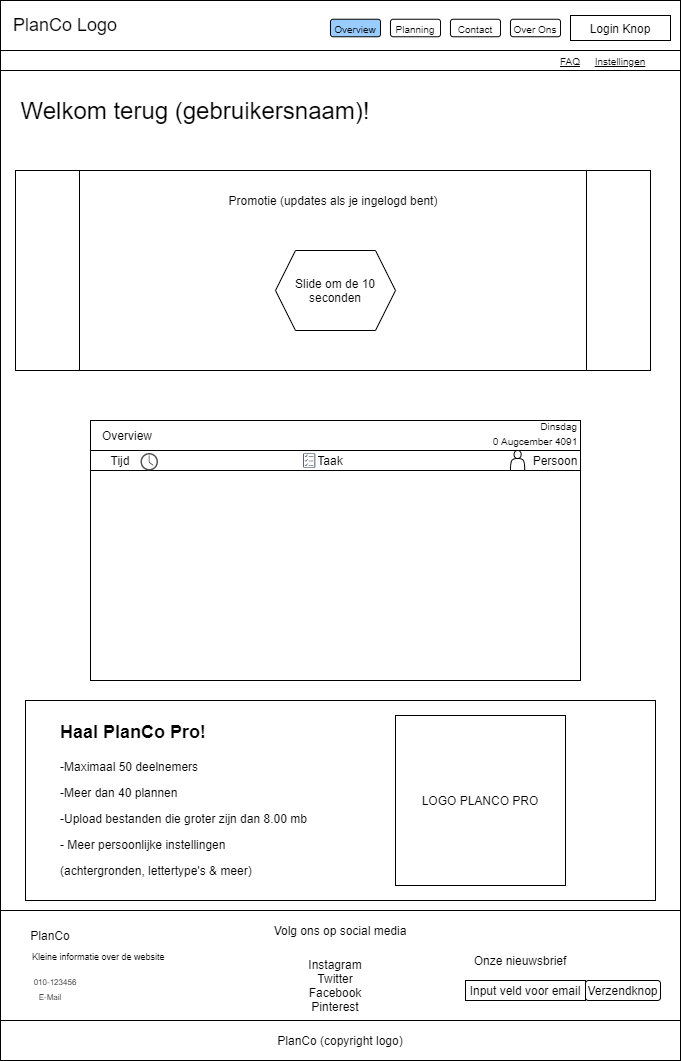 PlanCo Logo
Overview
Planning
Contact
Over Ons
Login Knop
FAQ
Instellingen
Welkom terug (gebruikersnaam)!
Promotie (updates als je ingelogd bent)
Slide om de 10
seconden
Overview
Dinsdag
0 Augcember 4091
Tijd
Taak
Persoon
Haal PlanCo Pro!
-Maximaal 50 deelnemers
-Meer dan 40 plannen
-Upload bestanden die groter zijn dan 8.00 mb
- Meer persoonlijke instellingen
(achtergronden, lettertype's & meer)
LOGO PLANCO PRO
PlanCo
Kleine informatie over de website
010-123456
E-Mail
Volg ons op social media
Instagram
Twitter
Facebook
Pinterest
Onze nieuwsbrief
Input veld voor email
Verzendknop
PlanCo (copyright logo)